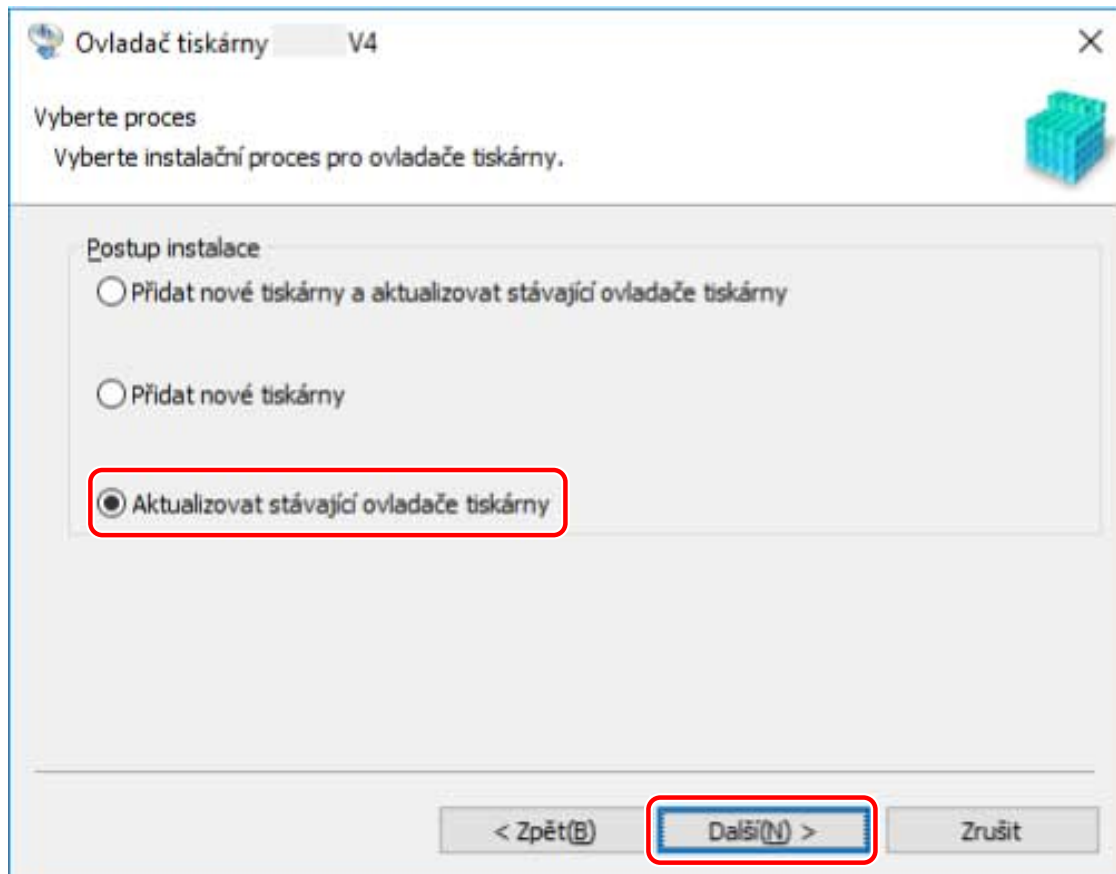 Ovladač tiskárny V4
Vyberte proces
Vyberte instalační proces pro ovladače tiskárny.
Postup instalace
Přidat nové tiskárny a aktualizovat stávající ovladače tiskárny
Přidat nové tiskárny
Aktualizovat stávající ovladače tiskárny
< Zpět(B)
Další(N) >
Zrušit